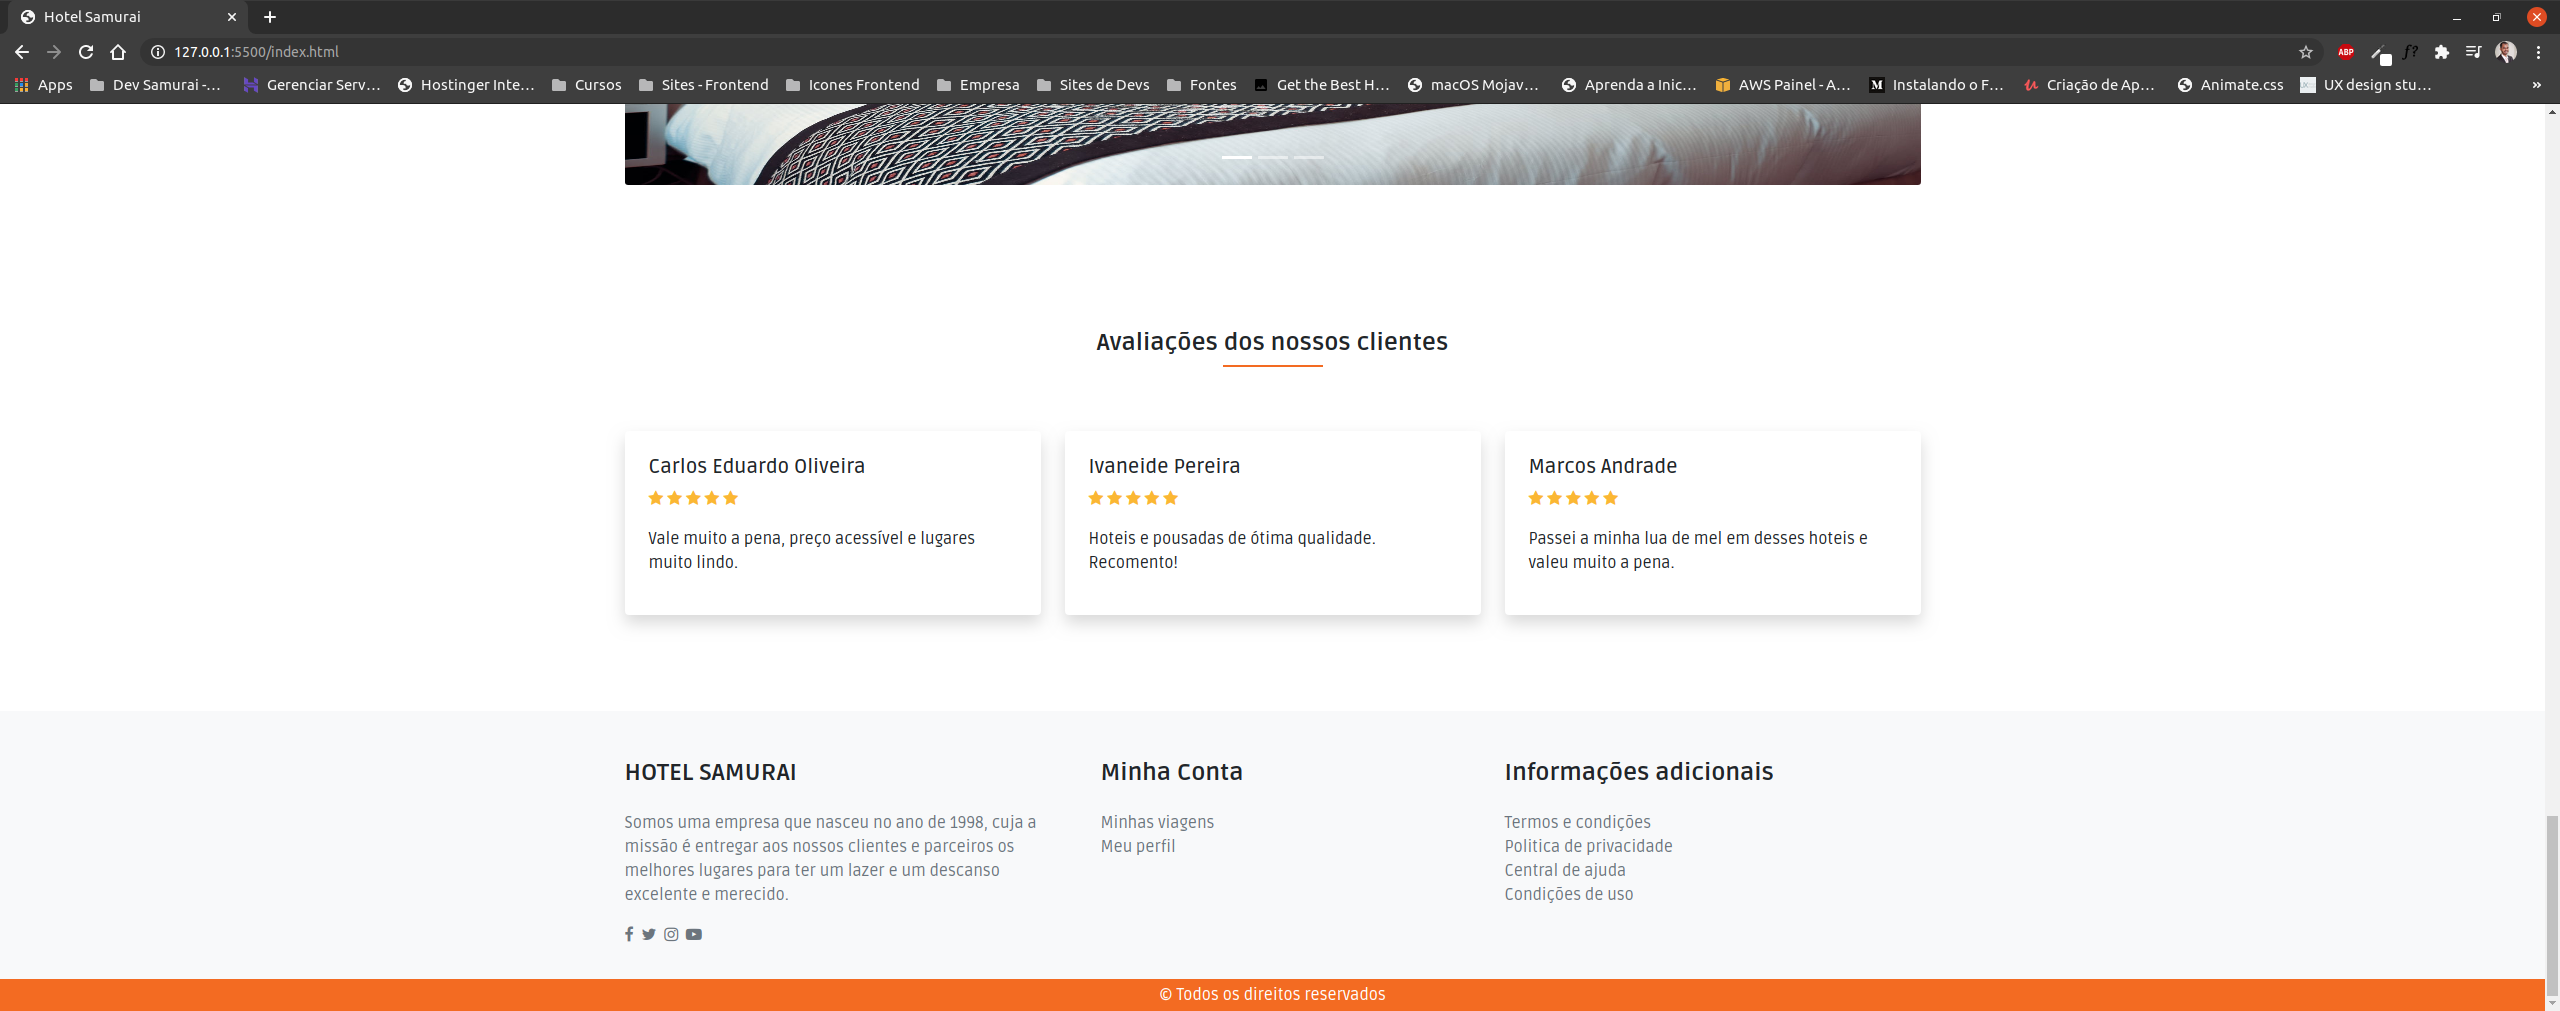 Hotel Samurai
127.0.0.1:5500/index.html
ABP
f?
Apps
Dev Samurai -...
Gerenciar Serv...
Hostinger Inte...
Cursos
Sites - Frontend
Icones Frontend
Empresa
Sites de Devs
Fontes
Get the Best H...
macOS Mojav...
Aprenda a Inic...
AWS Painel - A...
M
Instalando o F...
Criação de Ap...
Animate.css
UX design stu...
»
Avaliações dos nossos clientes
Carlos Eduardo Oliveira
Vale muito a pena, preço acessível e lugares
muito lindo.
Ivaneide Pereira
Hoteis e pousadas de ótima qualidade.
Recomento!
Marcos Andrade
Passei a minha lua de mel em desses hoteis e
valeu muito a pena.
HOTEL SAMURAI
Somos uma empresa que nasceu no ano de 1998, cuja a
missão é entregar aos nossos clientes e parceiros os
melhores lugares para ter um lazer e um descanso
excelente e merecido.
Minha Conta
Minhas viagens
Meu perfil
Informações adicionais
Termos e condições
Politica de privacidade
Central de ajuda
Condições de uso
© Todos os direitos reservados